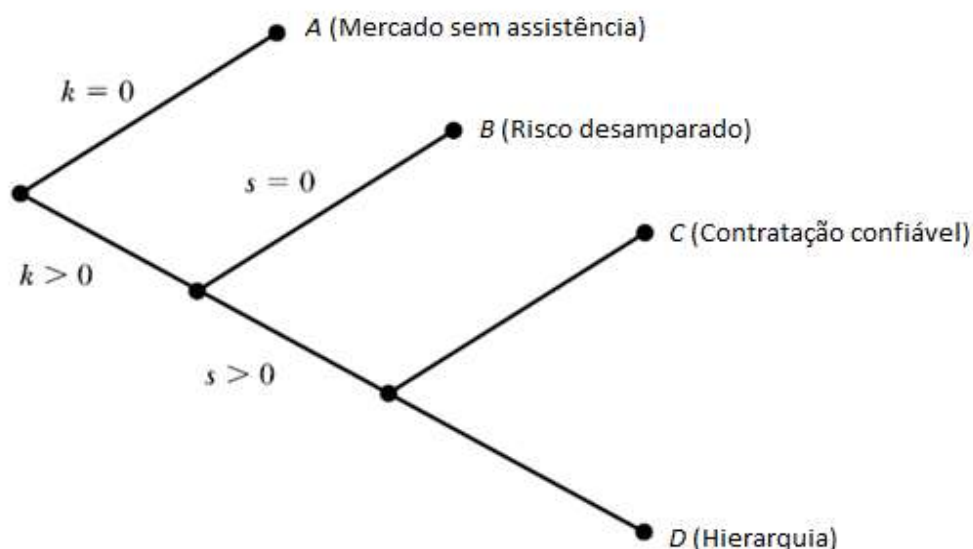 A (Mercado sem assistência)
k = 0
B (Risco desamparado)
s = 0
C (Contratação confiável)
k > 0
s > 0
D (Hierarquia)